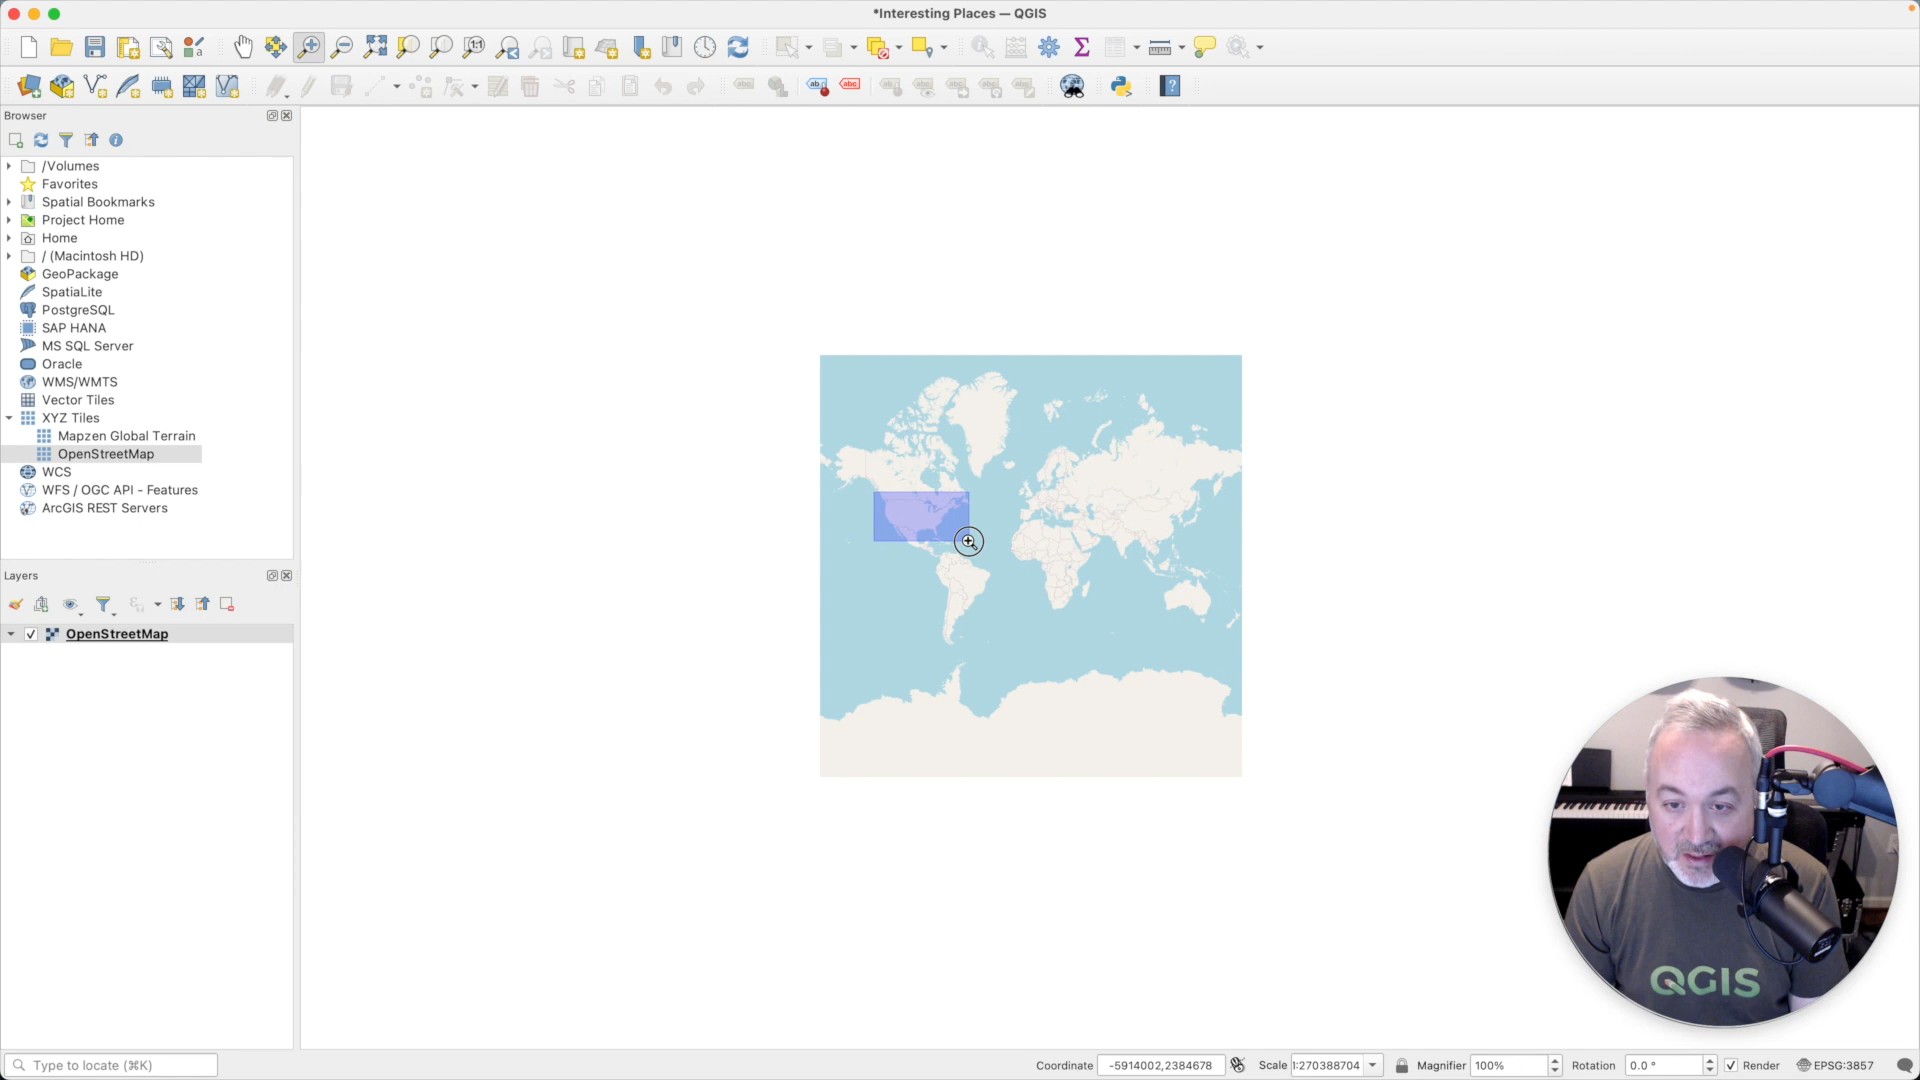 *Interesting Places — QGIS
Browser
/Volumes
Favorites
Spatial Bookmarks
Project Home
Home
/ (Macintosh HD)
GeoPackage
SpatiaLite
PostgreSQL
SAP HANA
MS SQL Server
Oracle
WMS/WMTS
Vector Tiles
XYZ Tiles
Mapzen Global Terrain
OpenStreetMap
WCS
WFS / OGC API - Features
ArcGIS REST Servers
Layers
OpenStreetMap
QGIS
Type to locate (⌘K)
Coordinate -5914002,2384678 Scale 1:270388704 Magnifier 100% Rotation 0.0 ° Render EPSG:3857